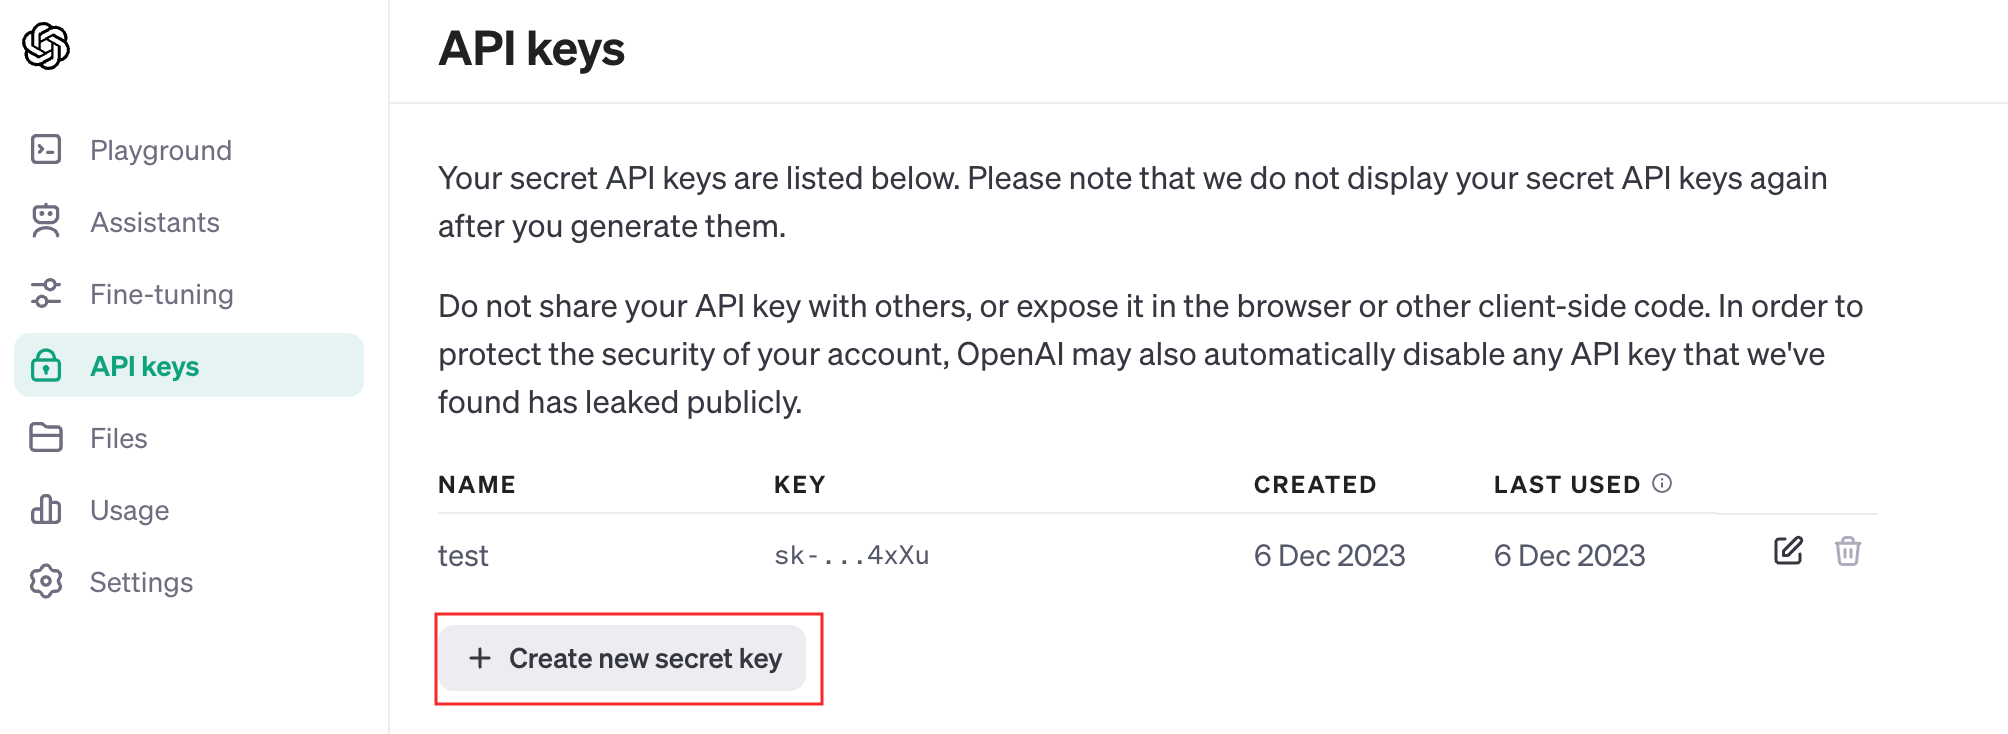 API keys
Playground
Assistants
Fine-tuning
API keys
Files
Usage
Settings
Your secret API keys are listed below. Please note that we do not display your secret API keys again
after you generate them.
Do not share your API key with others, or expose it in the browser or other client-side code. In order to
protect the security of your account, OpenAI may also automatically disable any API key that we've
found has leaked publicly.
NAME KEY CREATED LAST USED
test sk-...4xXu 6 Dec 2023 6 Dec 2023
+ Create new secret key